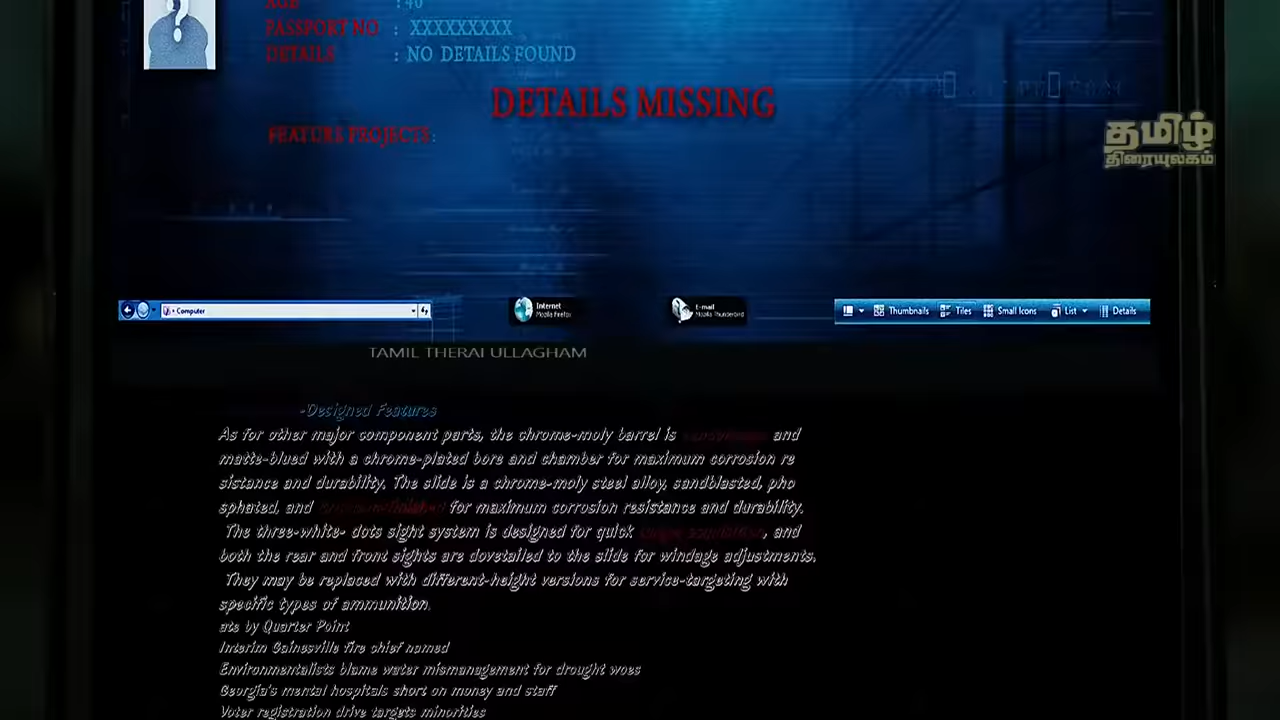 AGE : 40
PASSPORT NO : XXXXXXXXX
DETAILS : NO DETAILS FOUND
DETAILS MISSING
FEATURE PROJECTS:
தமிழ்
திரையுலகம்
Computer
Internet
Mozilla Firefox
E-mail
Mozilla Thunderbird
Thumbnails Tiles Small Icons List Details
TAMIL THERAI ULLAGHAM
-Designed Features
As for other major component parts, the chrome-moly barrel is and
matte-blued with a chrome-plated bore and chamber for maximum corrosion re
sistance and durability. The slide is a chrome-moly steel alloy, sandblasted, pho
sphated, and for maximum corrosion resistance and durability.
The three-white- dots sight system is designed for quick , and
both the rear and front sights are dovetailed to the slide for windage adjustments.
They may be replaced with different-height versions for service-targeting with
specific types of ammunition.
ate by Quarter Point
Interim Gainesville fire chief named
Environmentalists blame water mismanagement for drought woes
Georgia's mental hospitals short on money and staff
Voter registration drive targets minorities